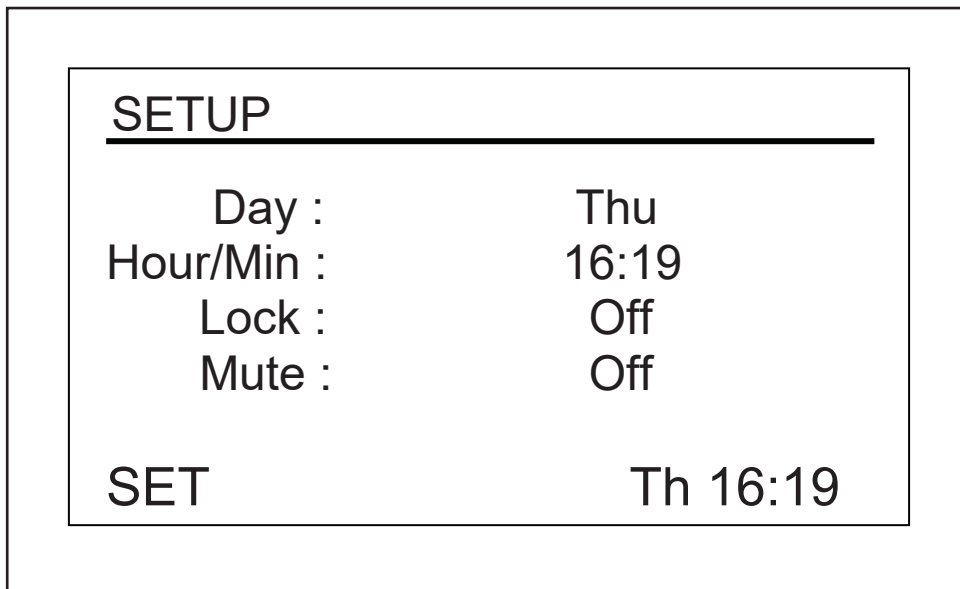 SETUP
Day : Thu
Hour/Min : 16:19
Lock : Off
Mute : Off
SET Th 16:19